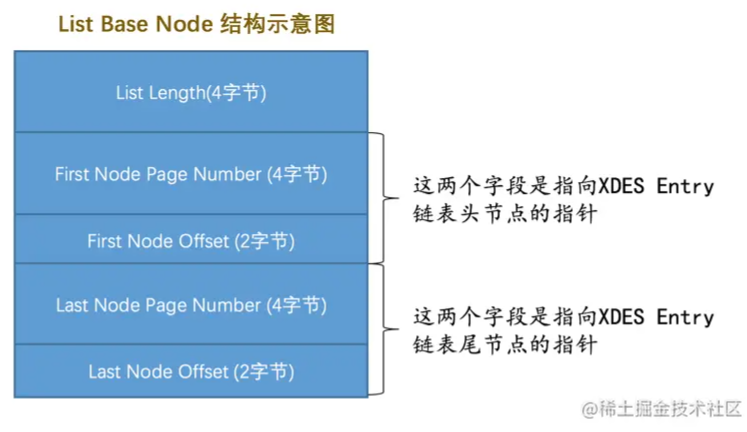 List Base Node 结构示意图
List Length(4字节)
First Node Page Number (4字节)
First Node Offset (2字节)
这两个字段是指向XDES Entry
链表头节点的指针
Last Node Page Number (4字节)
Last Node Offset (2字节)
这两个字段是指向XDES Entry
链表尾节点的指针
@稀土掘金技术社区